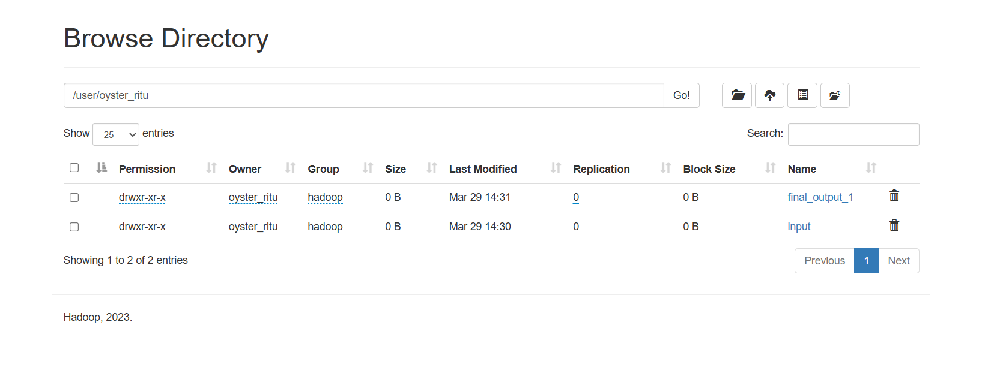 Browse Directory
/user/oyster_ritu Go!
Show 25 entries Search:
Permission Owner Group Size Last Modified Replication Block Size Name
drwxr-xr-x oyster_ritu hadoop 0 B Mar 29 14:31 0 0 B final_output_1
drwxr-xr-x oyster_ritu hadoop 0 B Mar 29 14:30 0 0 B input
Showing 1 to 2 of 2 entries Previous 1 Next
Hadoop, 2023.